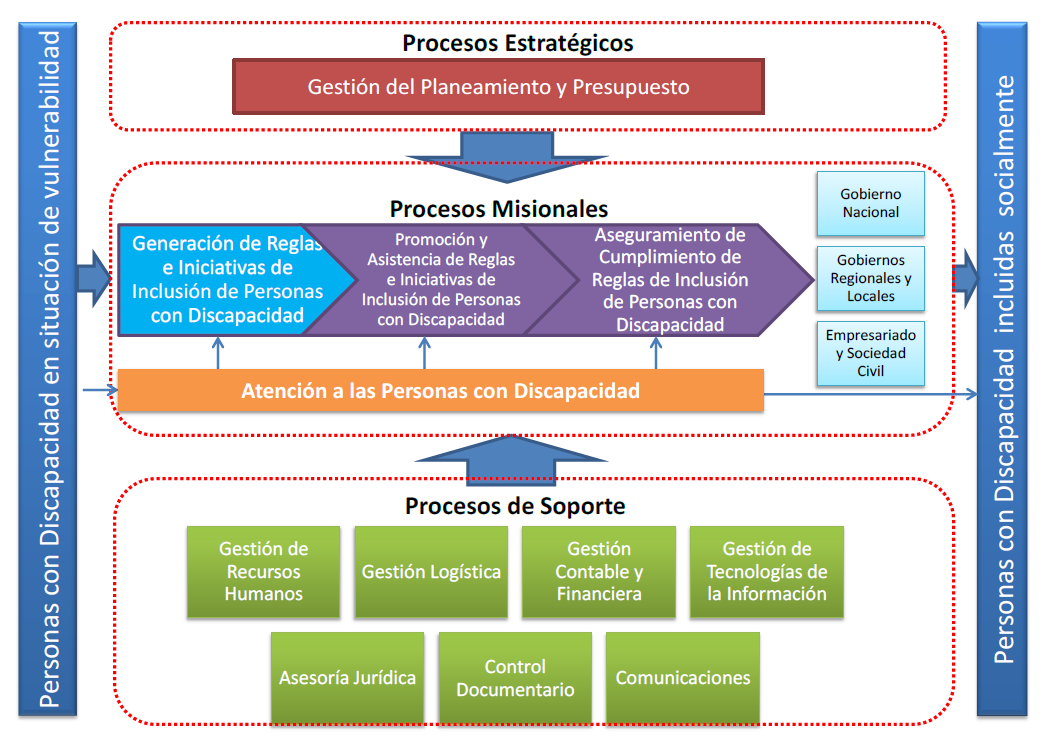 Personas con Discapacidad en situación de vulnerabilidad
Procesos Estratégicos
Gestión del Planeamiento y Presupuesto
Procesos Misionales
Generación de Reglas
e Iniciativas de
Inclusión de Personas
con Discapacidad
Promoción y
Asistencia de Reglas
e Iniciativas de
Inclusión de Personas
con Discapacidad
Aseguramiento de
Cumplimiento de
Reglas de Inclusión
de Personas con
Discapacidad
Gobierno
Nacional
Gobiernos
Regionales y
Locales
Empresariado
y Sociedad
Civil
Atención a las Personas con Discapacidad
Procesos de Soporte
Gestión de
Recursos
Humanos
Gestión Logística
Gestión
Contable y
Financiera
Gestión de
Tecnologías de
la Información
Asesoría Jurídica
Control
Documentario
Comunicaciones
Personas con Discapacidad incluidas socialmente